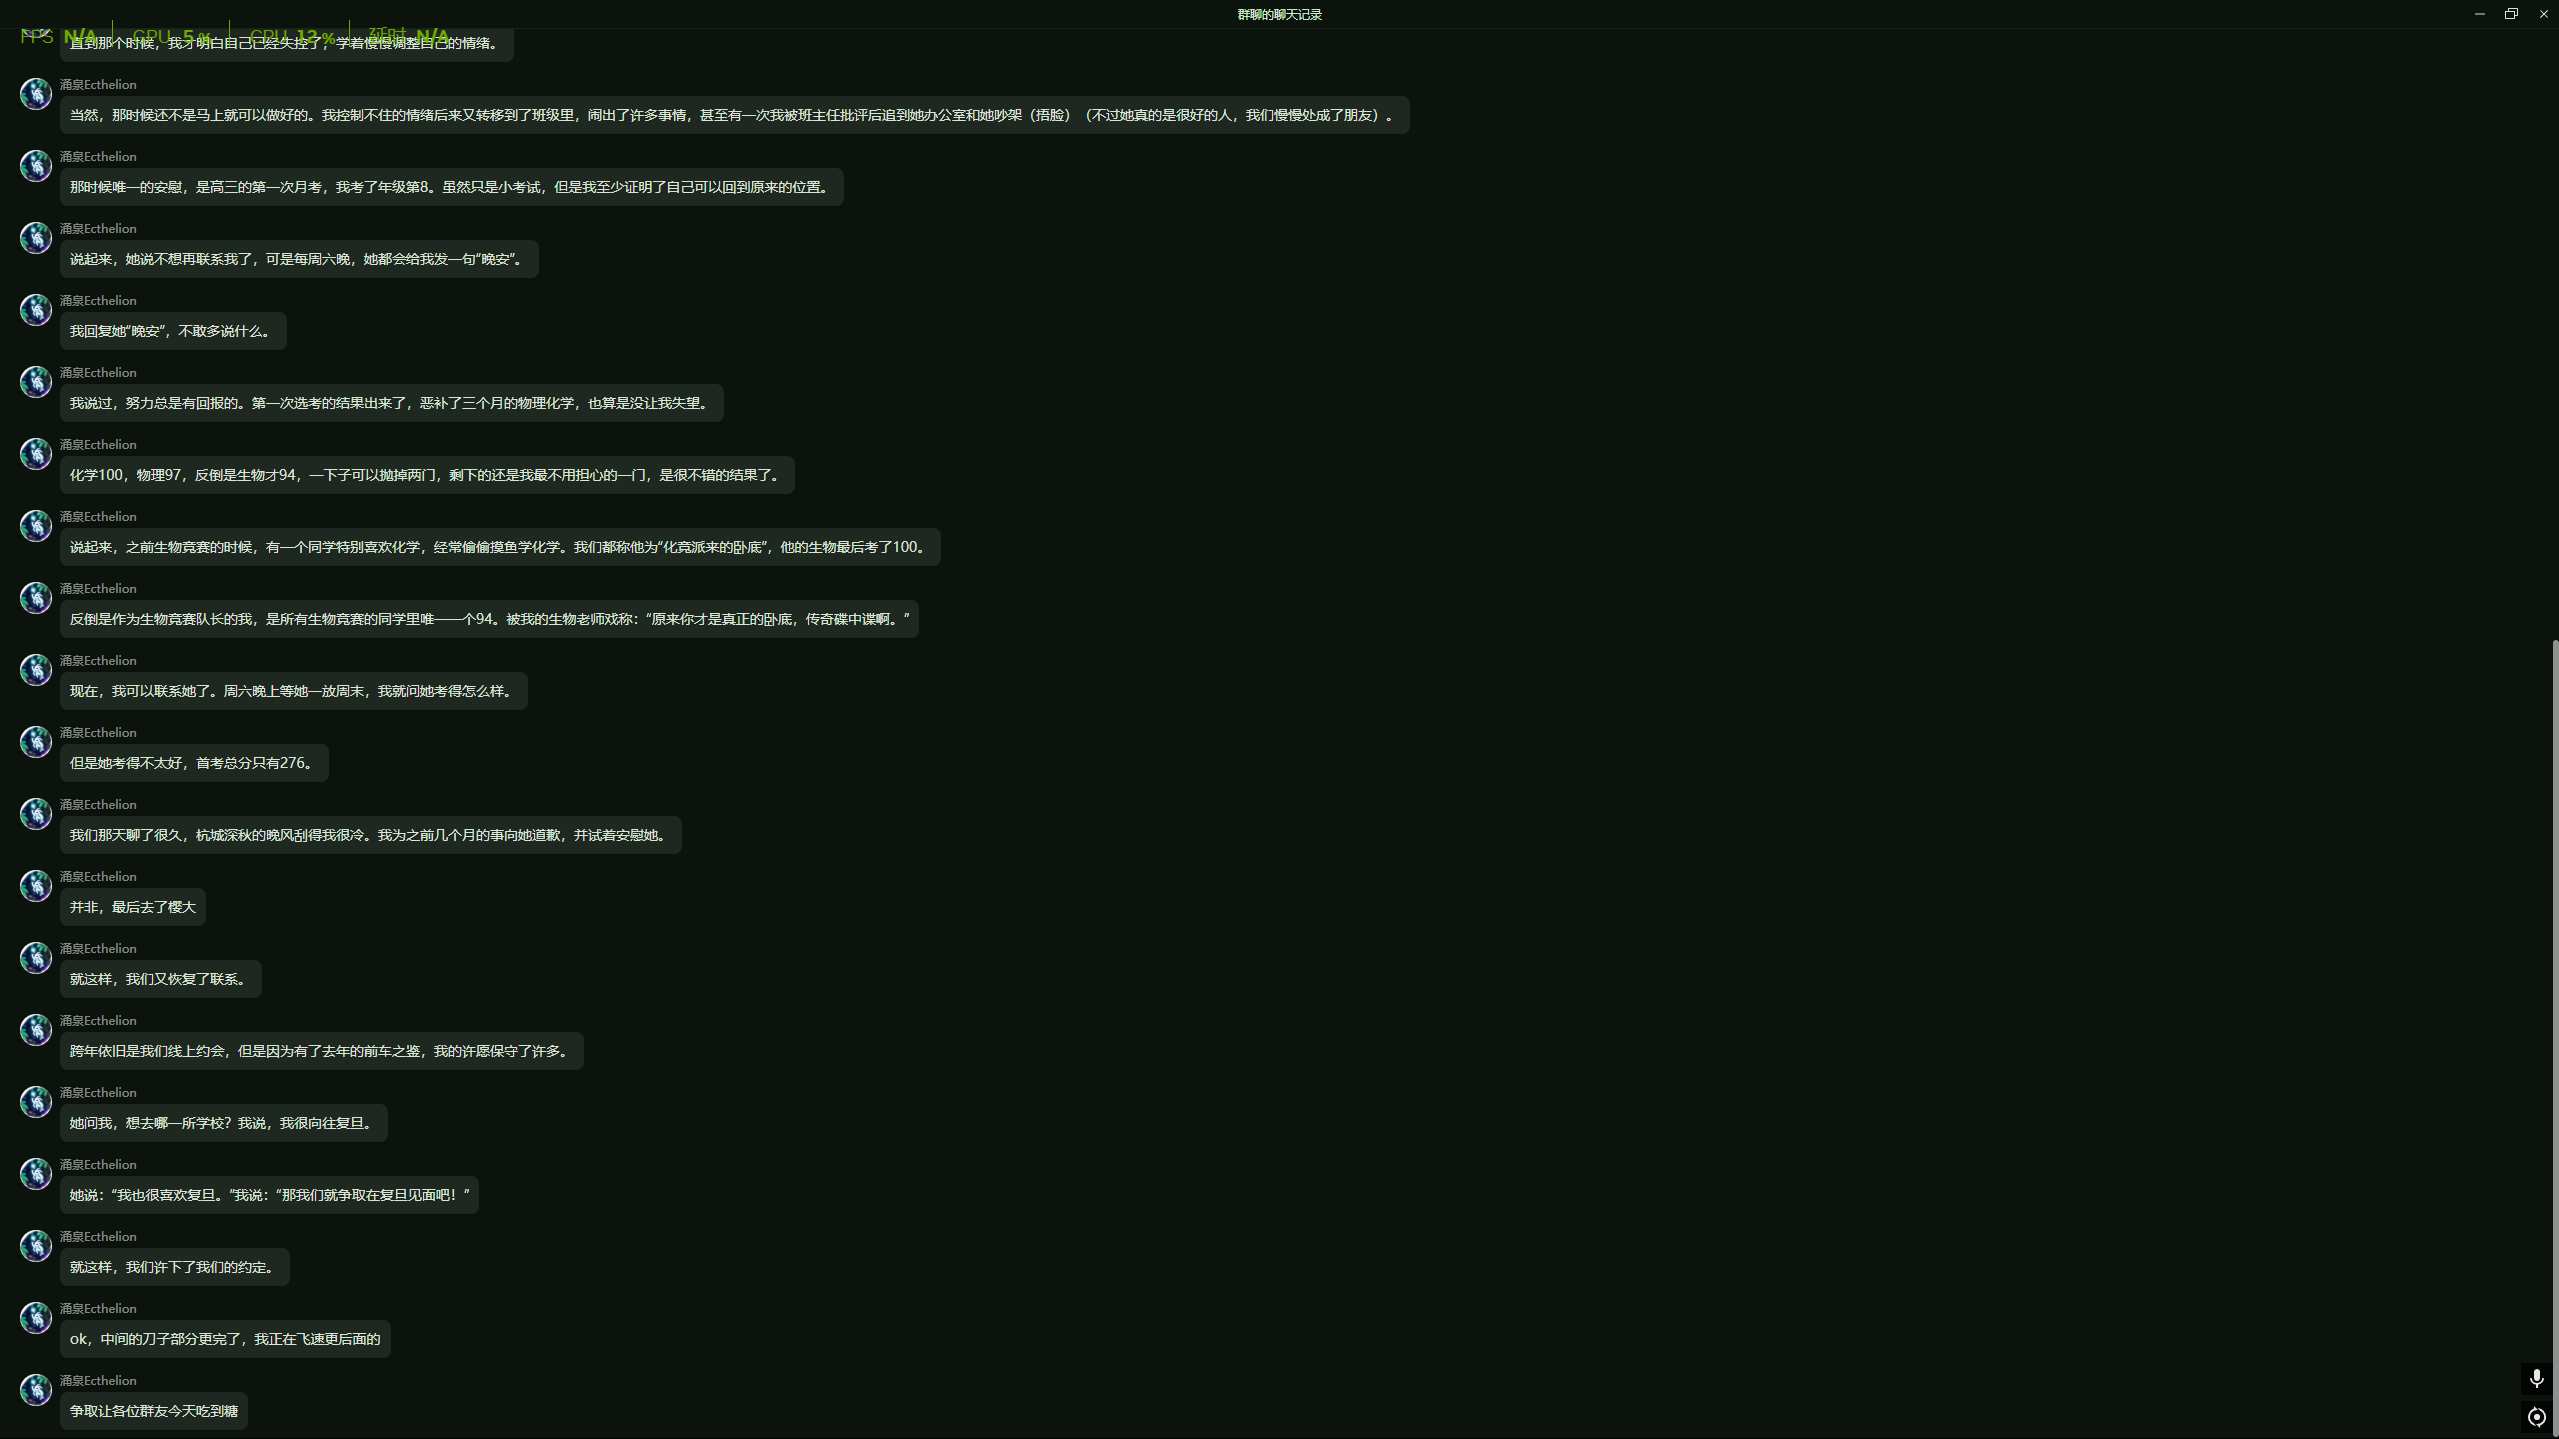 群聊的聊天记录
FPS N/A GPU 5% CPU 12% 延时 N/A
直到那个时候，我才明白自己已经失控了，学着慢慢调整自己的情绪。
涌泉Ecthelion
当然，那时候还不是马上就可以做好的。我控制不住的情绪后来又转移到了班级里，闹出了许多事情，甚至有一次我被班主任批评后追到她办公室和她吵架（捂脸）（不过她真的是很好的人，我们慢慢处成了朋友）。
涌泉Ecthelion
那时候唯一的安慰，是高三的第一次月考，我考了年级第8。虽然只是小考试，但是我至少证明了自己可以回到原来的位置。
涌泉Ecthelion
说起来，她说不想再联系我了，可是每周六晚，她都会给我发一句“晚安”。
涌泉Ecthelion
我回复她“晚安”，不敢多说什么。
涌泉Ecthelion
我说过，努力总是有回报的。第一次选考的结果出来了，恶补了三个月的物理化学，也算是没让我失望。
涌泉Ecthelion
化学100，物理97，反倒是生物才94，一下子可以抛掉两门，剩下的还是我最不用担心的一门，是很不错的结果了。
涌泉Ecthelion
说起来，之前生物竞赛的时候，有一个同学特别喜欢化学，经常偷偷摸鱼学化学。我们都称他为“化竞派来的卧底”，他的生物最后考了100。
涌泉Ecthelion
反倒是作为生物竞赛队长的我，是所有生物竞赛的同学里唯一一个94。被我的生物老师戏称：“原来你才是真正的卧底，传奇碟中谍啊。”
涌泉Ecthelion
现在，我可以联系她了。周六晚上等她一放周末，我就问她考得怎么样。
涌泉Ecthelion
但是她考得不太好，首考总分只有276。
涌泉Ecthelion
我们那天聊了很久，杭城深秋的晚风刮得我很冷。我为之前几个月的事向她道歉，并试着安慰她。
涌泉Ecthelion
并非，最后去了樱大
涌泉Ecthelion
就这样，我们又恢复了联系。
涌泉Ecthelion
跨年依旧是我们线上约会，但是因为有了去年的前车之鉴，我的许愿保守了许多。
涌泉Ecthelion
她问我，想去哪一所学校？我说，我很向往复旦。
涌泉Ecthelion
她说：“我也很喜欢复旦。”我说：“那我们就争取在复旦见面吧！”
涌泉Ecthelion
就这样，我们许下了我们的约定。
涌泉Ecthelion
ok，中间的刀子部分更完了，我正在飞速更后面的
涌泉Ecthelion
争取让各位群友今天吃到糖